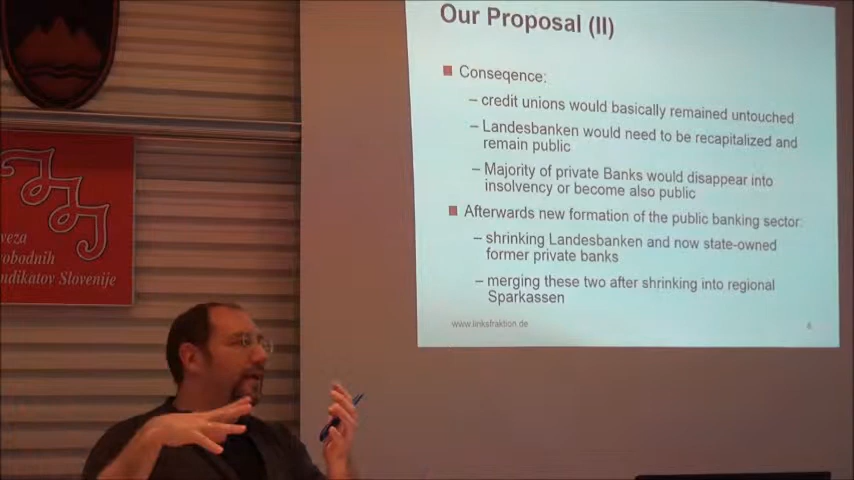 Our Proposal (II)
Conseqence:
– credit unions would basically remained untouched
– Landesbanken would need to be recapitalized and
remain public
– Majority of private Banks would disappear into
insolvency or become also public
Afterwards new formation of the public banking sector:
– shrinking Landesbanken and now state-owned
former private banks
– merging these two after shrinking into regional
Sparkassen
www.linksfraktion.de
6
veza
vobodnih
ndikatov Slovenije